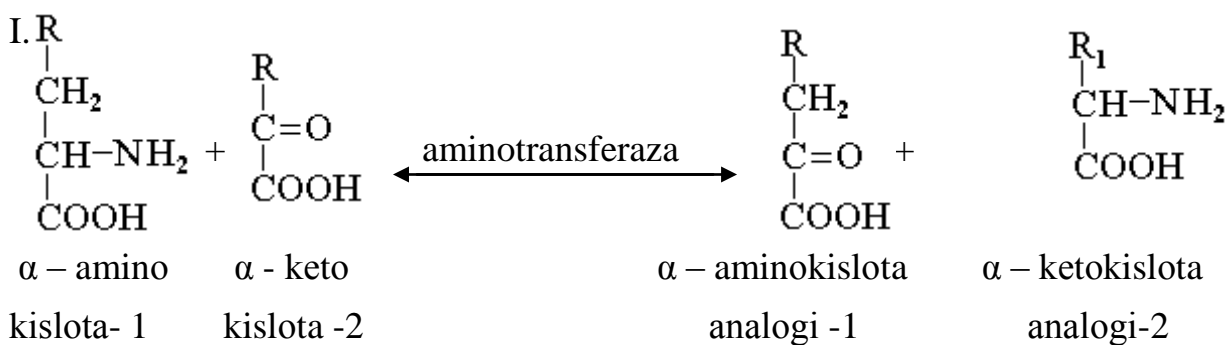 I. R R R R₁
CH₂ C=O CH₂ CH–NH₂
CH–NH₂ + COOH aminotransferaza C=O + COOH
COOH COOH
α – amino α - keto α – aminokislota α – ketokislota
kislota- 1 kislota -2 analogi -1 analogi-2